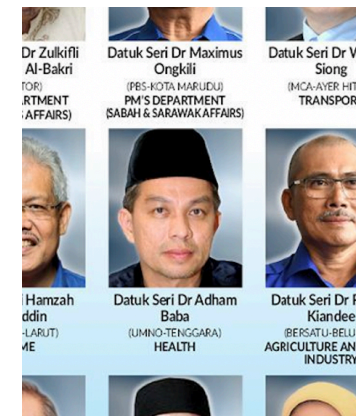 Dr Zulkifli
Al-Bakri
TOR)
RTMENT
AFFAIRS)
Datuk Seri Dr Maximus
Ongkili
(PBS-KOTA MARUDU)
PM'S DEPARTMENT
(SABAH & SARAWAK AFFAIRS)
Datuk Seri Dr W
Siong
(MCA-AYER HIT
TRANSPOR
Hamzah
ddin
-LARUT)
ME
Datuk Seri Dr Adham
Baba
(UMNO-TENGGARA)
HEALTH
Datuk Seri Dr
Kiandee
(BERSATU-BELU
AGRICULTURE AN
INDUSTRY